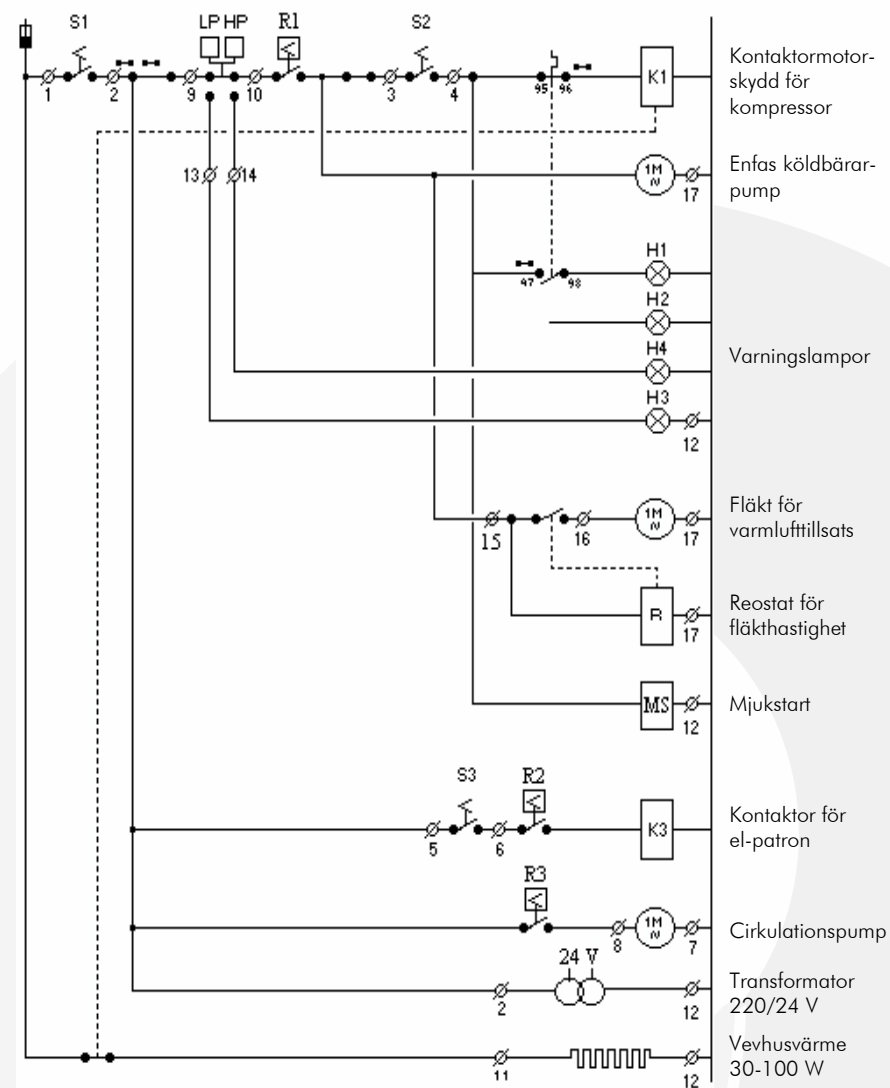 S1 LP HP R1 S2
1 2 9 10 3 4 95 96 K1
Kontaktormotor-
skydd för
kompressor
13 14 1M
N
17
Enfas köldbärar-
pump
H1
97 98
H2
H4
H3
12
Varningslampor
15 16 1M
N
17
Fläkt för
varmlufttillsats
R
17
Reostat för
fläkthastighet
MS
12
Mjukstart
S3 R2
5 6 K3
Kontaktor för
el-patron
R3
8 1M
N
7
Cirkulationspump
24 V
2 12
Transformator
220/24 V
11 12
Vevhusvärme
30-100 W